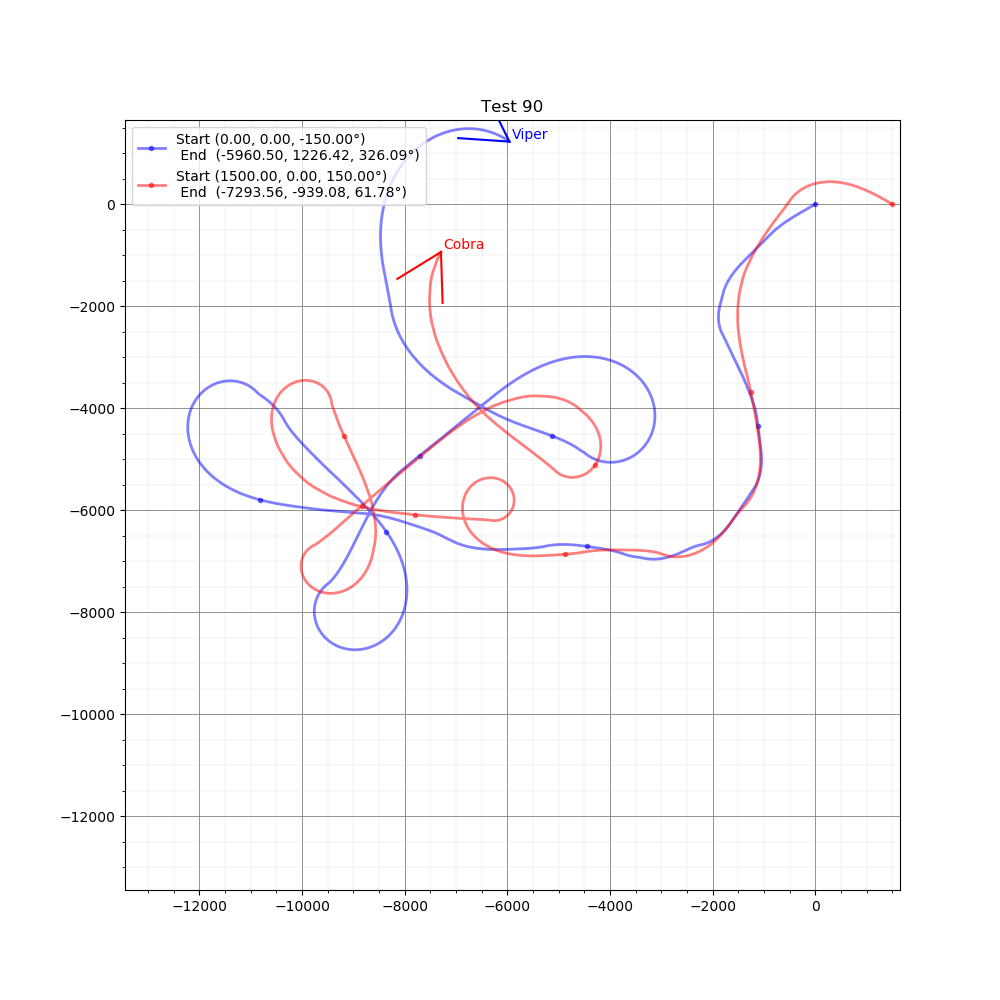 Test 90
Start (0.00, 0.00, -150.00°)
End (-5960.50, 1226.42, 326.09°)
Start (1500.00, 0.00, 150.00°)
End (-7293.56, -939.08, 61.78°)
Viper
Cobra
0
−2000
−4000
−6000
−8000
−10000
−12000
−12000 −10000 −8000 −6000 −4000 −2000 0